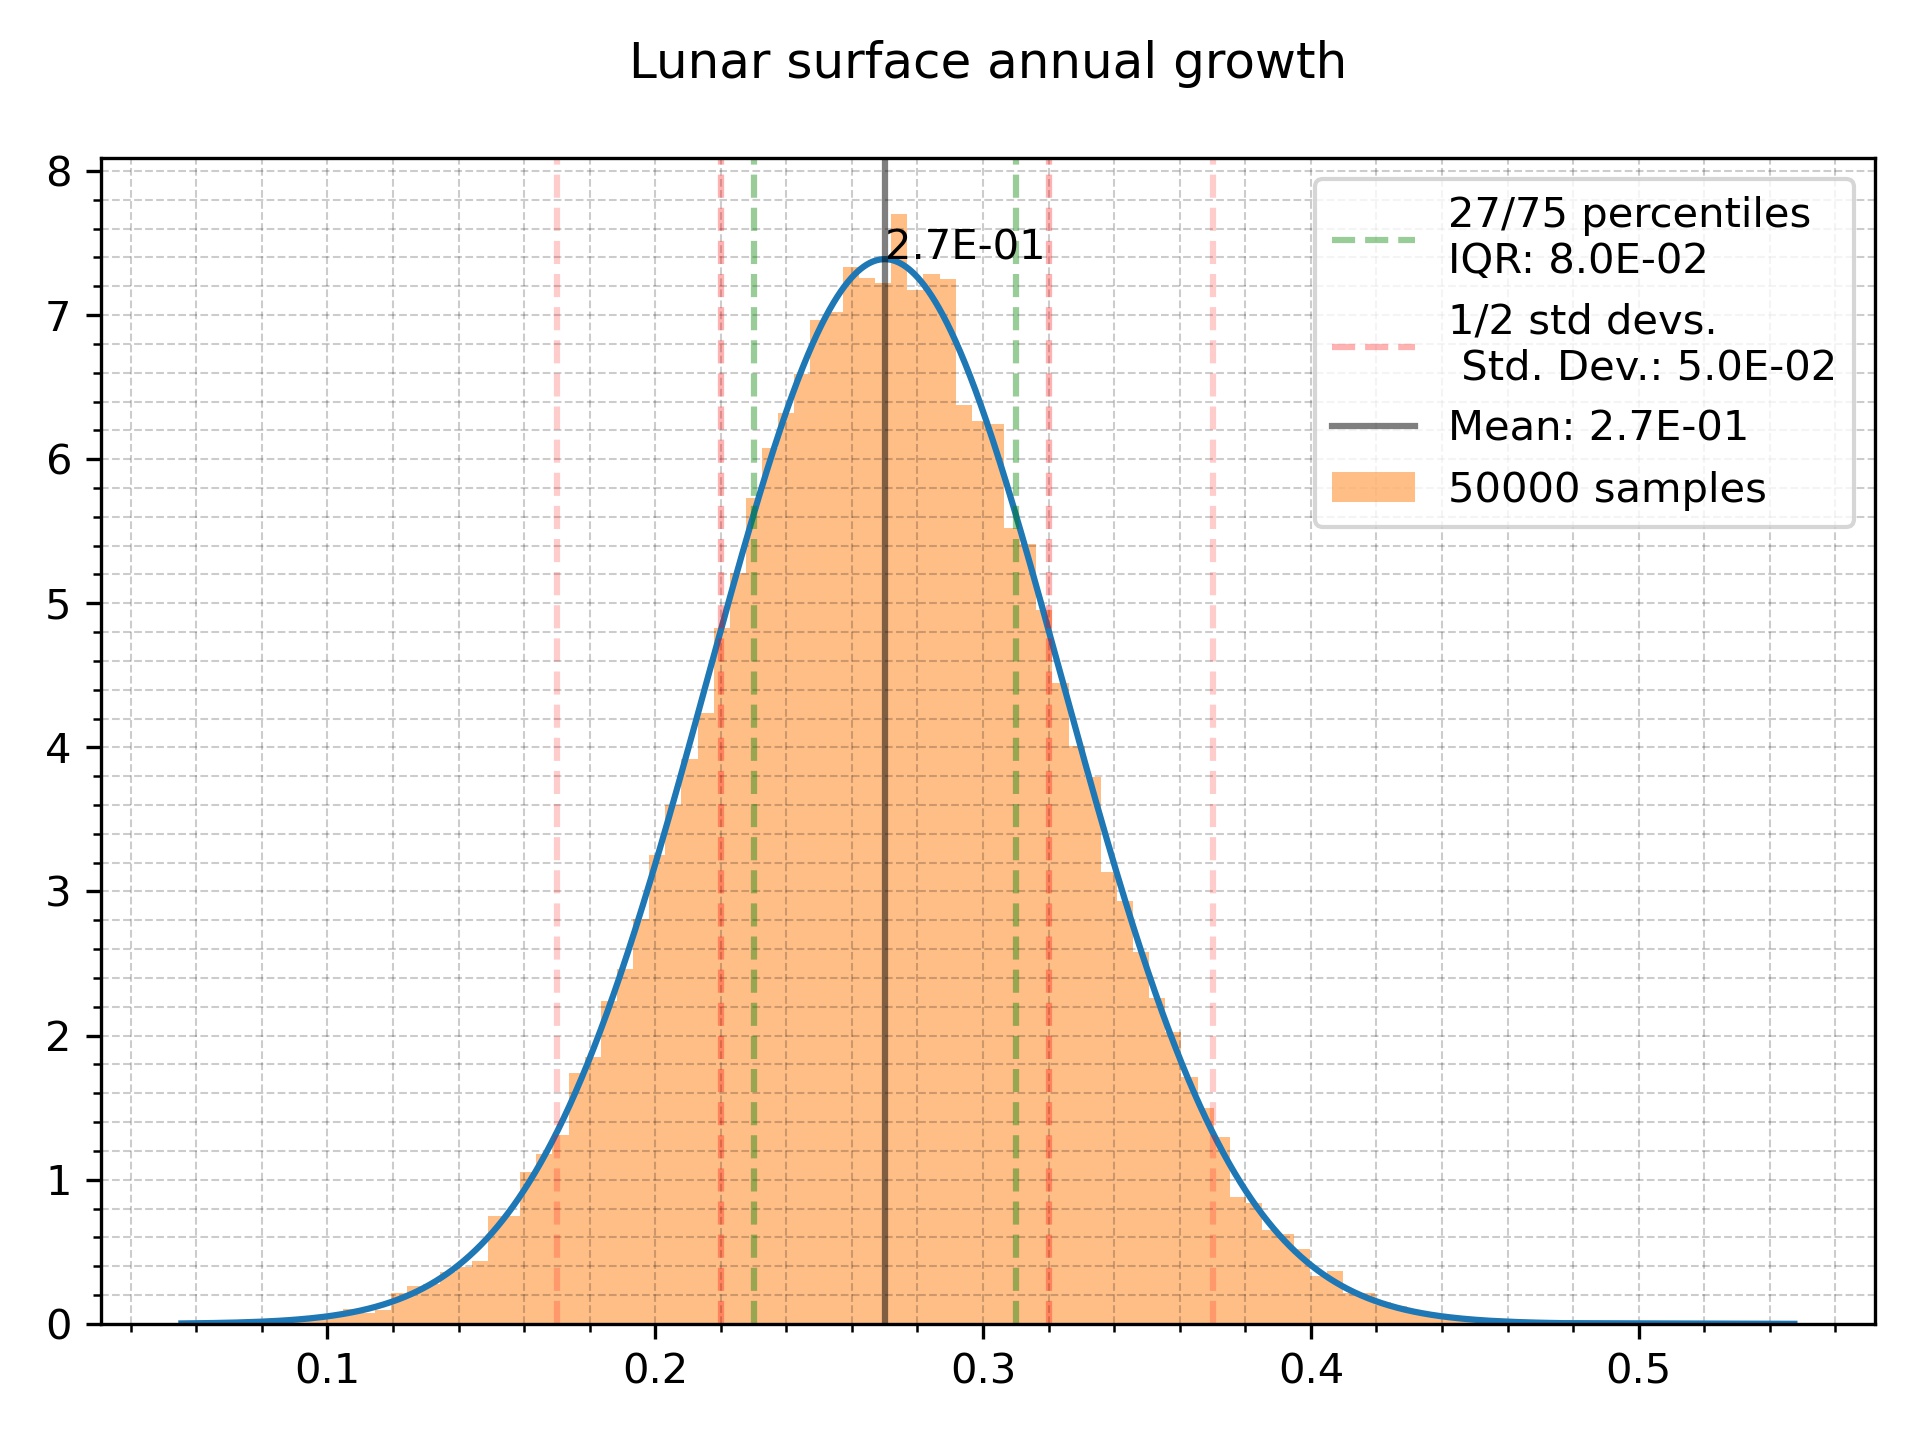 Lunar surface annual growth
8
7
6
5
4
3
2
1
0
2.7E-01
27/75 percentiles
IQR: 8.0E-02
1/2 std devs.
Std. Dev.: 5.0E-02
Mean: 2.7E-01
50000 samples
0.1 0.2 0.3 0.4 0.5